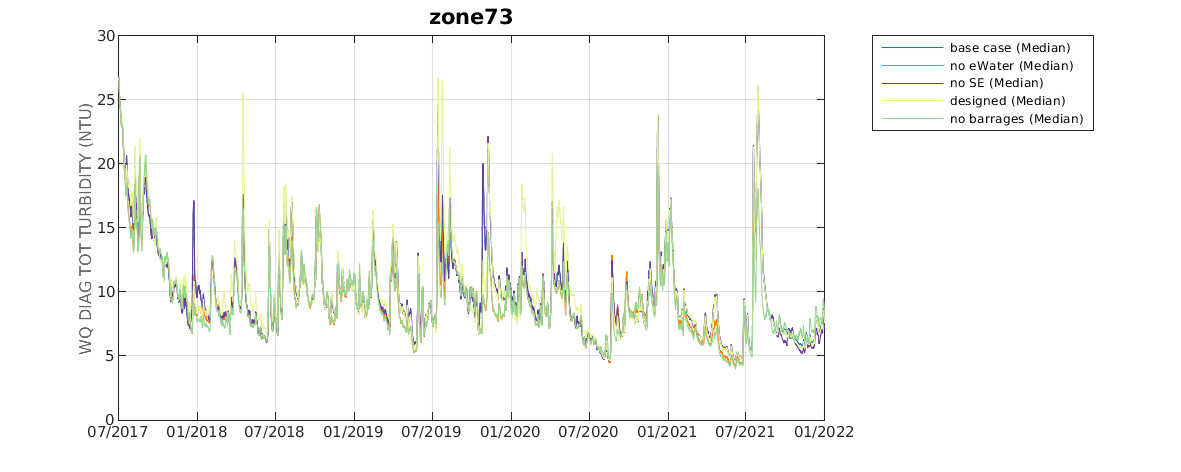 zone73
30
25
20
15
10
5
0
WQ DIAG TOT TURBIDITY (NTU)
07/2017 01/2018 07/2018 01/2019 07/2019 01/2020 07/2020 01/2021 07/2021 01/2022
base case (Median)
no eWater (Median)
no SE (Median)
designed (Median)
no barrages (Median)